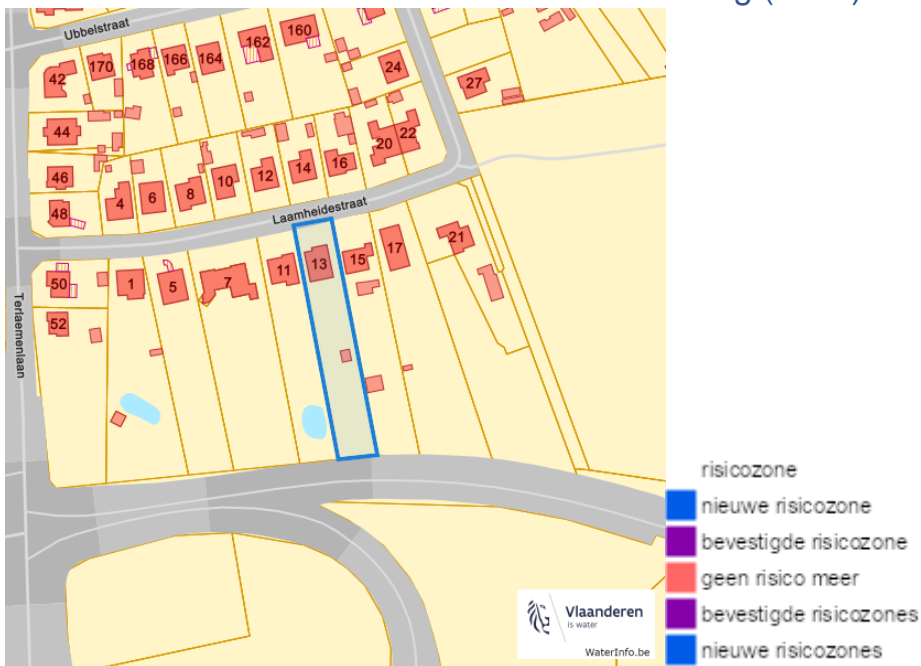 Ubbelstraat
160
162
164
166
168
170
42
24
27
44
22
20
16
14
12
10
8
6
4
46
48
Laamheidestraat
17
21
15
13
11
7
5
1
50
52
Terlaemenlaan
risicozone
nieuwe risicozone
bevestigde risicozone
geen risico meer
bevestigde risicozones
nieuwe risicozones
Vlaanderen
is water
WaterInfo.be